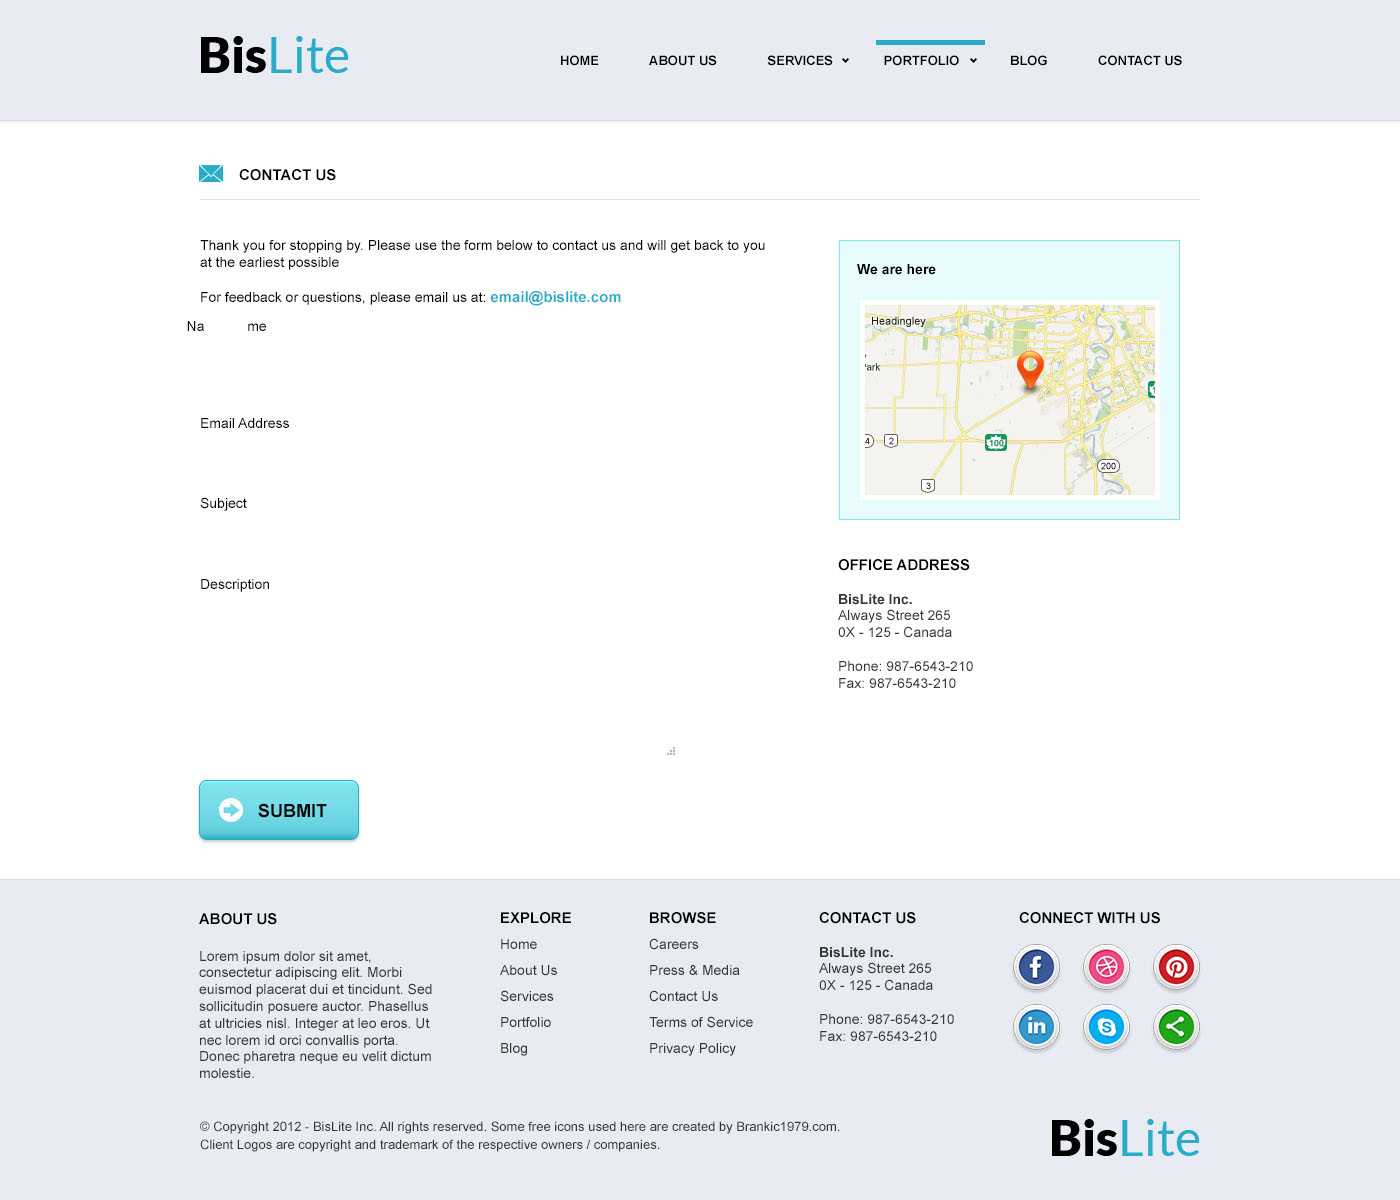 BisLite
HOME ABOUT US SERVICES PORTFOLIO BLOG CONTACT US
CONTACT US
Thank you for stopping by. Please use the form below to contact us and will get back to you
at the earliest possible
For feedback or questions, please email us at: email@bislite.com
Na me
Email Address
Subject
Description
SUBMIT
We are here
Headingley
Park
4
2
100
200
3
OFFICE ADDRESS
BisLite Inc.
Always Street 265
0X - 125 - Canada
Phone: 987-6543-210
Fax: 987-6543-210
ABOUT US
Lorem ipsum dolor sit amet,
consectetur adipiscing elit. Morbi
euismod placerat dui et tincidunt. Sed
sollicitudin posuere auctor. Phasellus
at ultricies nisl. Integer at leo eros. Ut
nec lorem id orci convallis porta.
Donec pharetra neque eu velit dictum
molestie.
EXPLORE
Home
About Us
Services
Portfolio
Blog
BROWSE
Careers
Press & Media
Contact Us
Terms of Service
Privacy Policy
CONTACT US
BisLite Inc.
Always Street 265
0X - 125 - Canada
Phone: 987-6543-210
Fax: 987-6543-210
CONNECT WITH US
© Copyright 2012 - BisLite Inc. All rights reserved. Some free icons used here are created by Brankic1979.com.
Client Logos are copyright and trademark of the respective owners / companies.
BisLite